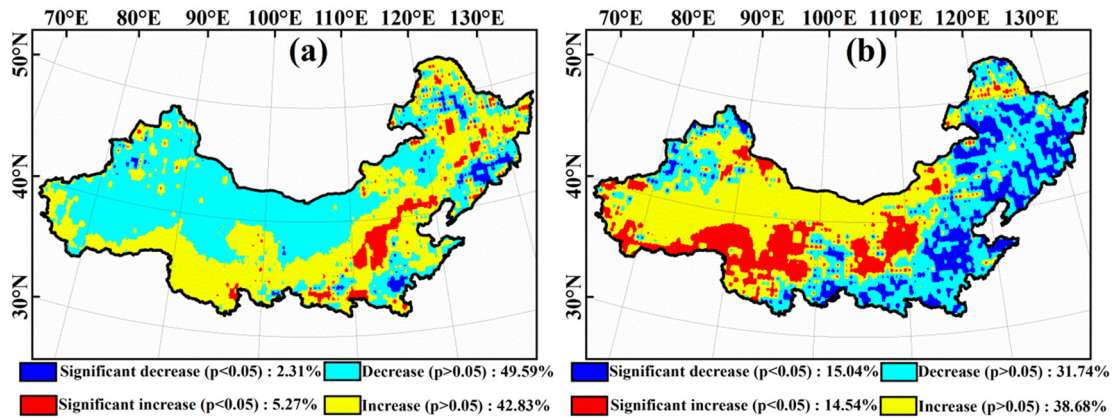 70°E 80°E 90°E 100°E 110°E 120°E 130°E
70°E 80°E 90°E 100°E 110°E 120°E 130°E
(a)
(b)
50°N
40°N
30°N
50°N
40°N
30°N
Significant decrease (p<0.05) : 2.31%
Decrease (p>0.05) : 49.59%
Significant increase (p<0.05) : 5.27%
Increase (p>0.05) : 42.83%
Significant decrease (p<0.05) : 15.04%
Decrease (p>0.05) : 31.74%
Significant increase (p<0.05) : 14.54%
Increase (p>0.05) : 38.68%